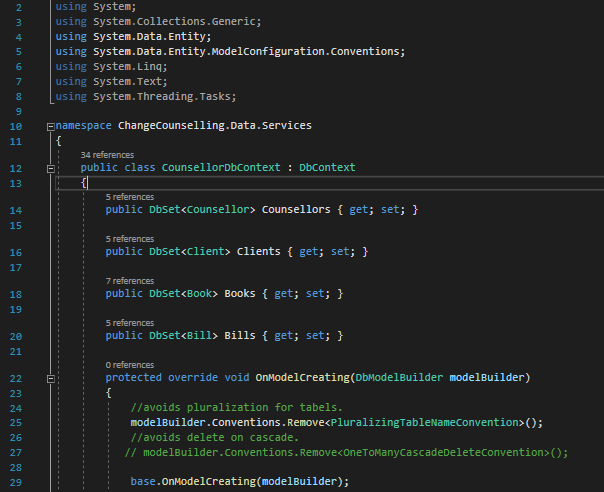 2 using System;
3 using System.Collections.Generic;
4 using System.Data.Entity;
5 using System.Data.Entity.ModelConfiguration.Conventions;
6 using System.Linq;
7 using System.Text;
8 using System.Threading.Tasks;
9
10 namespace ChangeCounselling.Data.Services
11 {
34 references
12 public class CounsellorDbContext : DbContext
13 {
5 references
14 public DbSet<Counsellor> Counsellors { get; set; }
15
5 references
16 public DbSet<Client> Clients { get; set; }
17
7 references
18 public DbSet<Book> Books { get; set; }
19
5 references
20 public DbSet<Bill> Bills { get; set; }
21
0 references
22 protected override void OnModelCreating(DbModelBuilder modelBuilder)
23 {
24 //avoids pluralization for tabels.
25 modelBuilder.Conventions.Remove<PluralizingTableNameConvention>();
26 //avoids delete on cascade.
27 // modelBuilder.Conventions.Remove<OneToManyCascadeDeleteConvention>();
28
29 base.OnModelCreating(modelBuilder);